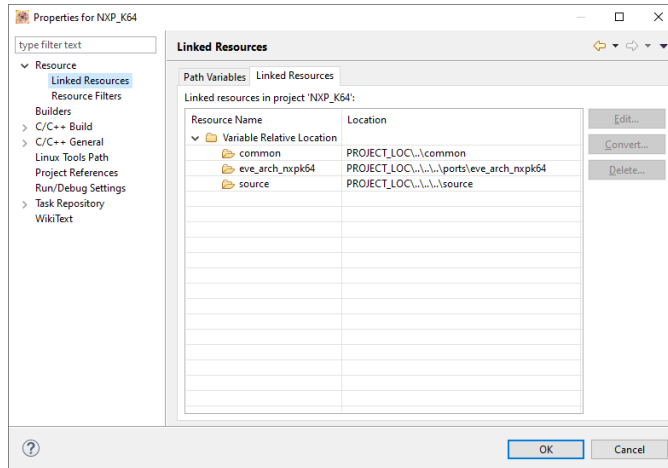 Properties for NXP_K64
type filter text
Resource
Linked Resources
Resource Filters
Builders
C/C++ Build
C/C++ General
Linux Tools Path
Project References
Run/Debug Settings
Task Repository
WikiText
Linked Resources
Path Variables Linked Resources
Linked resources in project 'NXP_K64':
Resource Name Location
Variable Relative Location
common PROJECT_LOC\..\common
eve_arch_nxpk64 PROJECT_LOC\..\..\..\ports\eve_arch_nxpk64
source PROJECT_LOC\..\..\..\source
Edit...
Convert...
Delete...
OK Cancel